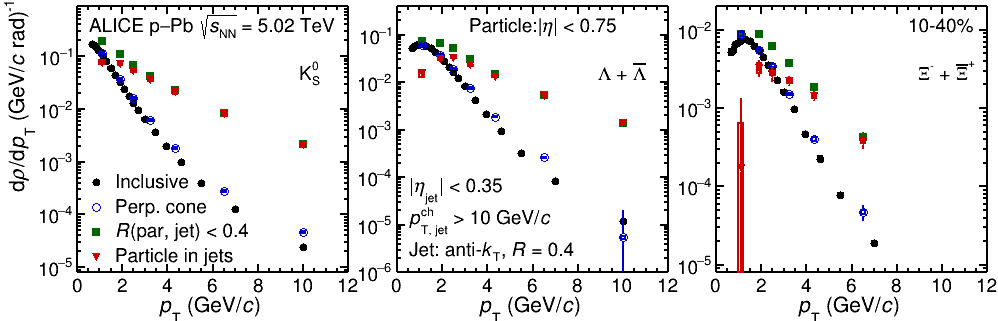 dρ/dp_T (GeV/c rad)^-1
ALICE p–Pb √s_NN = 5.02 TeV
K^0_S
Inclusive
Perp. cone
R(par, jet) < 0.4
Particle in jets
10^-1
10^-2
10^-3
10^-4
10^-5
0 2 4 6 8 10 12
p_T (GeV/c)
Particle:|η| < 0.75
Λ + Λ̅
|η_jet| < 0.35
p^ch_T, jet > 10 GeV/c
Jet: anti-k_T, R = 0.4
10^-1
10^-2
10^-3
10^-4
10^-5
10^-6
0 2 4 6 8 10 12
p_T (GeV/c)
10-40%
Ξ^- + Ξ̅^+
10^-2
10^-3
10^-4
10^-5
0 2 4 6 8 10 12
p_T (GeV/c)